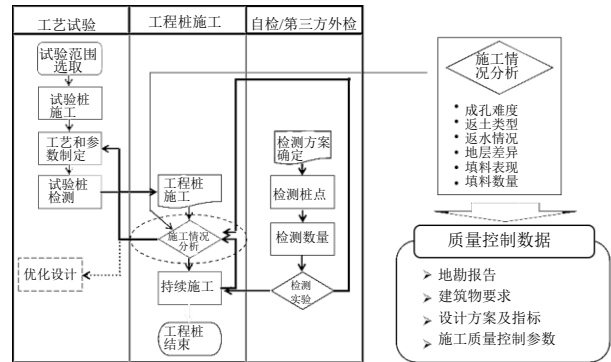 工艺试验
试验范围
选取
试验桩
施工
工艺和参
数制定
试验桩
检测
优化设计
工程桩施工
工程桩
施工
施工情况
分析
持续施工
工程桩
结束
自检/第三方外检
检测方案
确定
检测桩点
检测数量
检测
实验
施工情
况分析
• 成孔难度
• 返土类型
• 返水情况
• 地层差异
• 填料表现
• 填料数量
质量控制数据
➢ 地勘报告
➢ 建筑物要求
➢ 设计方案及指标
➢ 施工质量控制参数